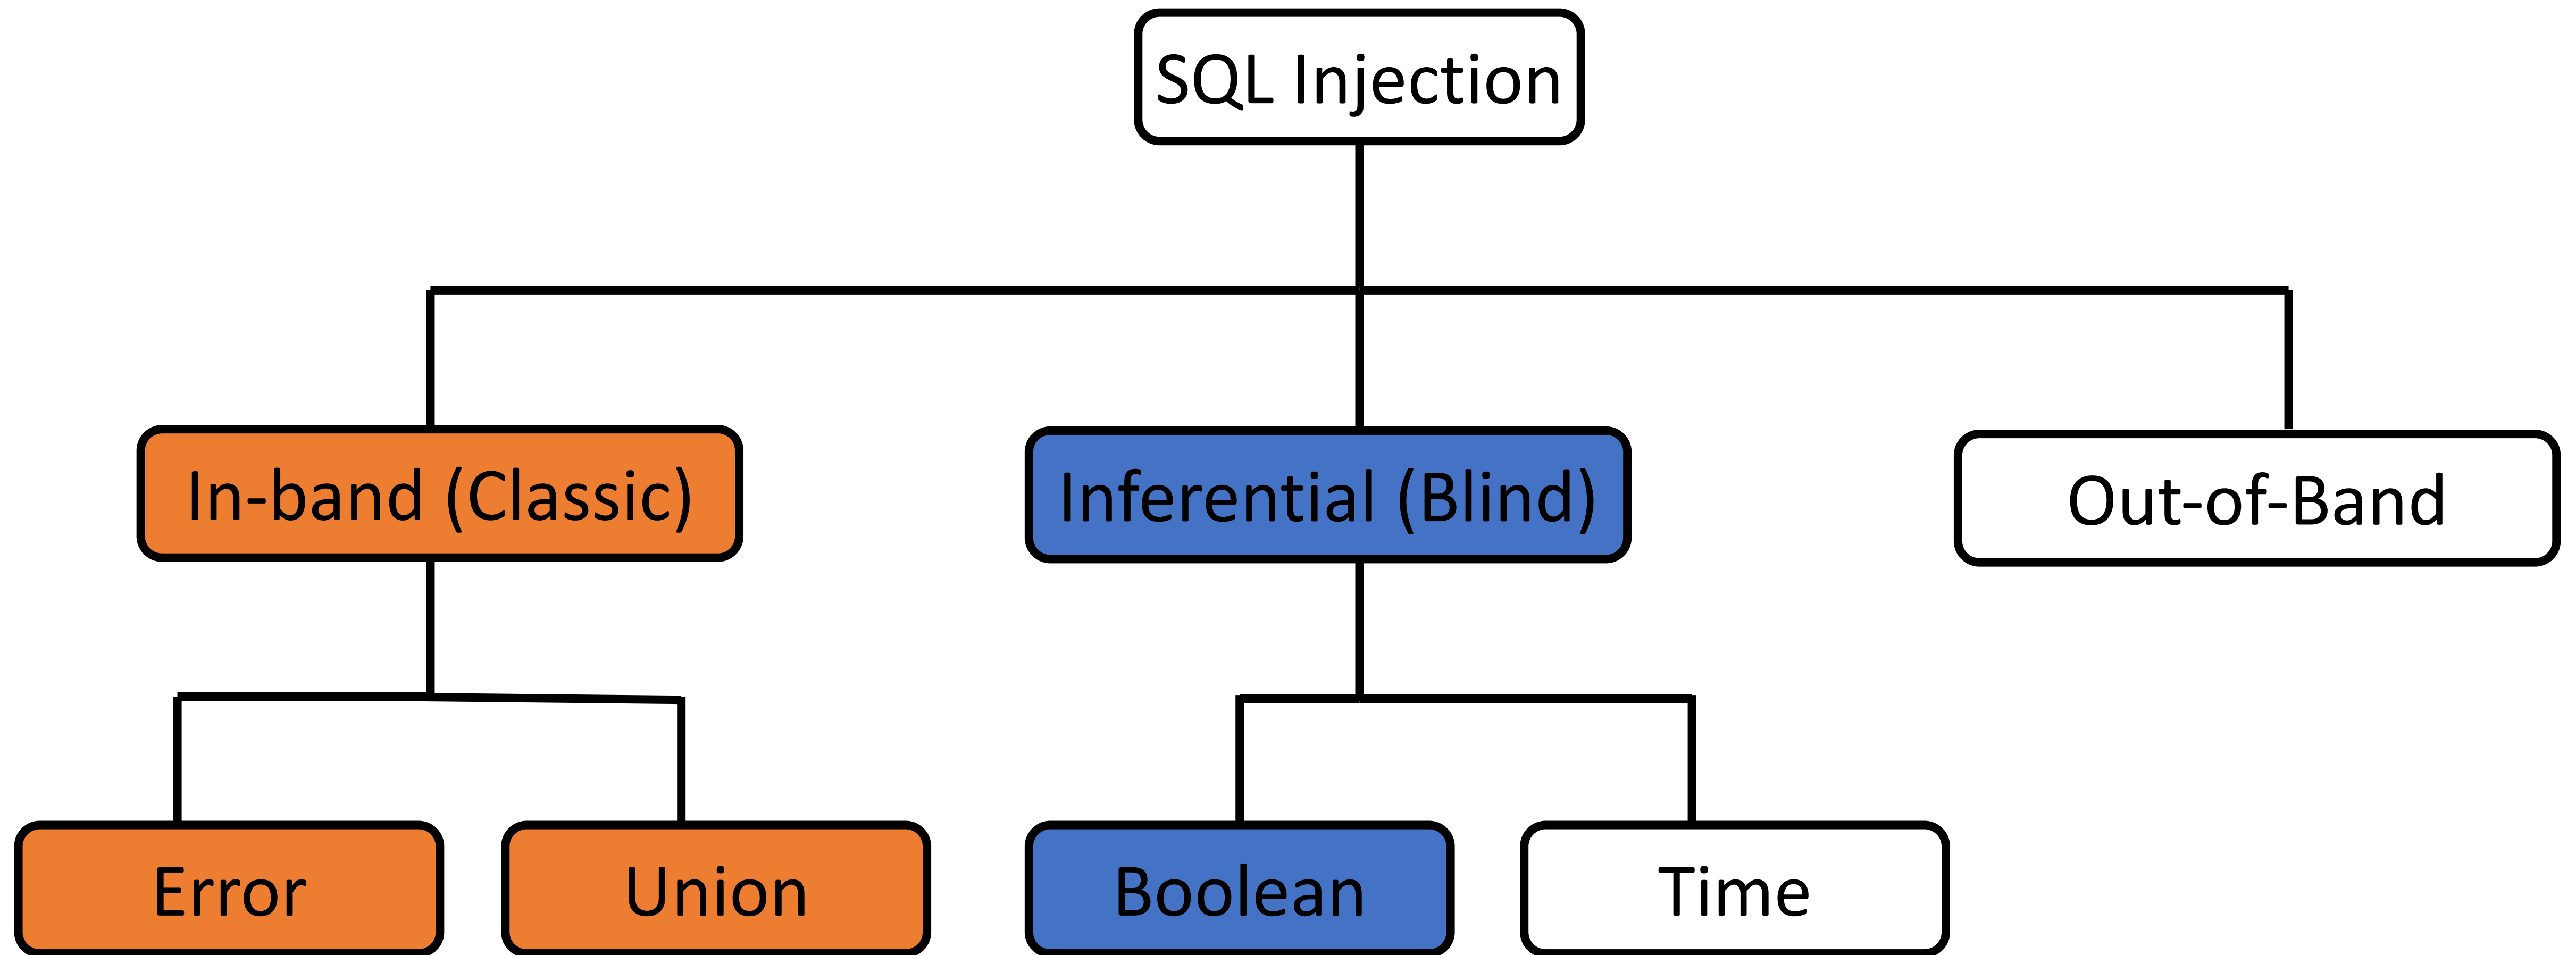 SQL Injection
In-band (Classic)
Inferential (Blind)
Out-of-Band
Error
Union
Boolean
Time